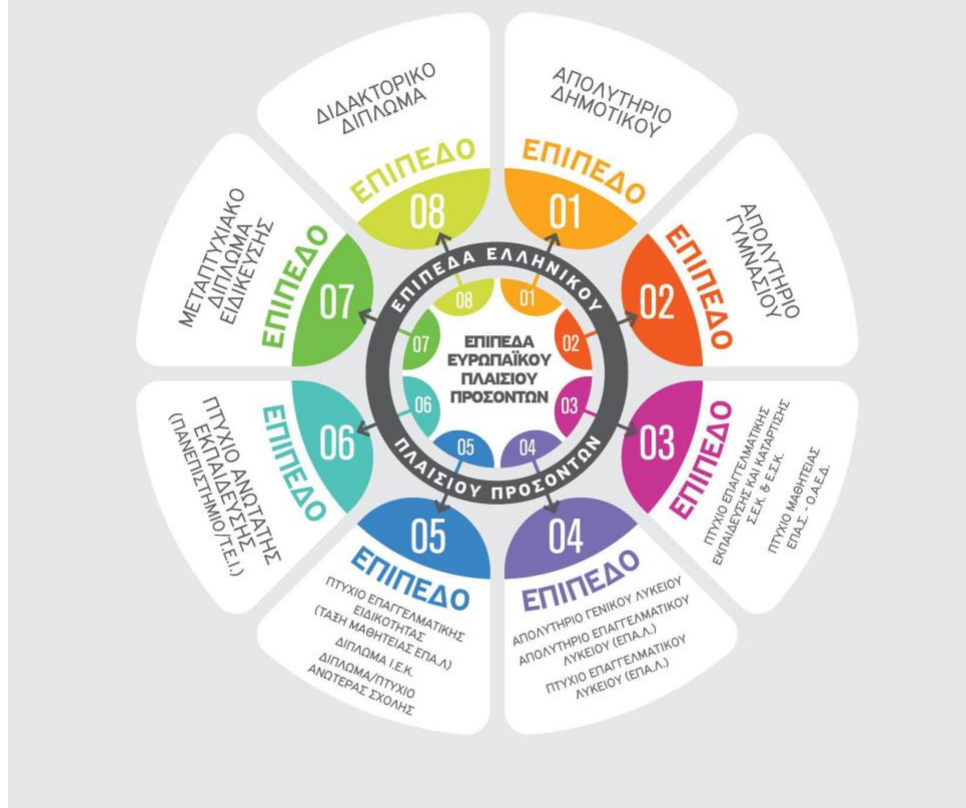 ΕΠΙΠΕΔΑ
ΕΥΡΩΠΑΪΚΟΥ
ΠΛΑΙΣΙΟΥ
ΠΡΟΣΟΝΤΩΝ
01
02
03
04
05
06
07
08
ΕΠΙΠΕΔΑ ΕΛΛΗΝΙΚΟΥ
ΠΛΑΙΣΙΟΥ ΠΡΟΣΟΝΤΩΝ
01
ΕΠΙΠΕΔΟ
ΑΠΟΛΥΤΗΡΙΟ
ΔΗΜΟΤΙΚΟΥ
02
ΕΠΙΠΕΔΟ
ΑΠΟΛΥΤΗΡΙΟ
ΓΥΜΝΑΣΙΟΥ
03
ΕΠΙΠΕΔΟ
ΠΤΥΧΙΟ ΕΠΑΓΓΕΛΜΑΤΙΚΗΣ
ΕΚΠΑΙΔΕΥΣΗΣ ΚΑΙ ΚΑΤΑΡΤΙΣΗΣ
Σ.Ε.Κ. & Ε.Σ.Κ.
ΠΤΥΧΙΟ ΜΑΘΗΤΕΙΑΣ
ΕΠΑ.Σ. - Ο.Α.Ε.Δ.
04
ΕΠΙΠΕΔΟ
ΑΠΟΛΥΤΗΡΙΟ ΓΕΝΙΚΟΥ ΛΥΚΕΙΟΥ
ΑΠΟΛΥΤΗΡΙΟ ΕΠΑΓΓΕΛΜΑΤΙΚΟΥ
ΛΥΚΕΙΟΥ (ΕΠΑ.Λ.)
ΠΤΥΧΙΟ ΕΠΑΓΓΕΛΜΑΤΙΚΟΥ
ΛΥΚΕΙΟΥ (ΕΠΑ.Λ.)
05
ΕΠΙΠΕΔΟ
ΠΤΥΧΙΟ ΕΠΑΓΓΕΛΜΑΤΙΚΗΣ
ΕΙΔΙΚΟΤΗΤΑΣ
(ΤΑΞΗ ΜΑΘΗΤΕΙΑΣ ΕΠΑ.Λ)
ΔΙΠΛΩΜΑ Ι.Ε.Κ.
ΔΙΠΛΩΜΑ/ΠΤΥΧΙΟ
ΑΝΩΤΕΡΑΣ ΣΧΟΛΗΣ
06
ΕΠΙΠΕΔΟ
ΠΤΥΧΙΟ ΑΝΩΤΑΤΗΣ
ΕΚΠΑΙΔΕΥΣΗΣ
(ΠΑΝΕΠΙΣΤΗΜΙΟ/Τ.Ε.Ι.)
07
ΕΠΙΠΕΔΟ
ΜΕΤΑΠΤΥΧΙΑΚΟ
ΔΙΠΛΩΜΑ
ΕΙΔΙΚΕΥΣΗΣ
08
ΕΠΙΠΕΔΟ
ΔΙΔΑΚΤΟΡΙΚΟ
ΔΙΠΛΩΜΑ